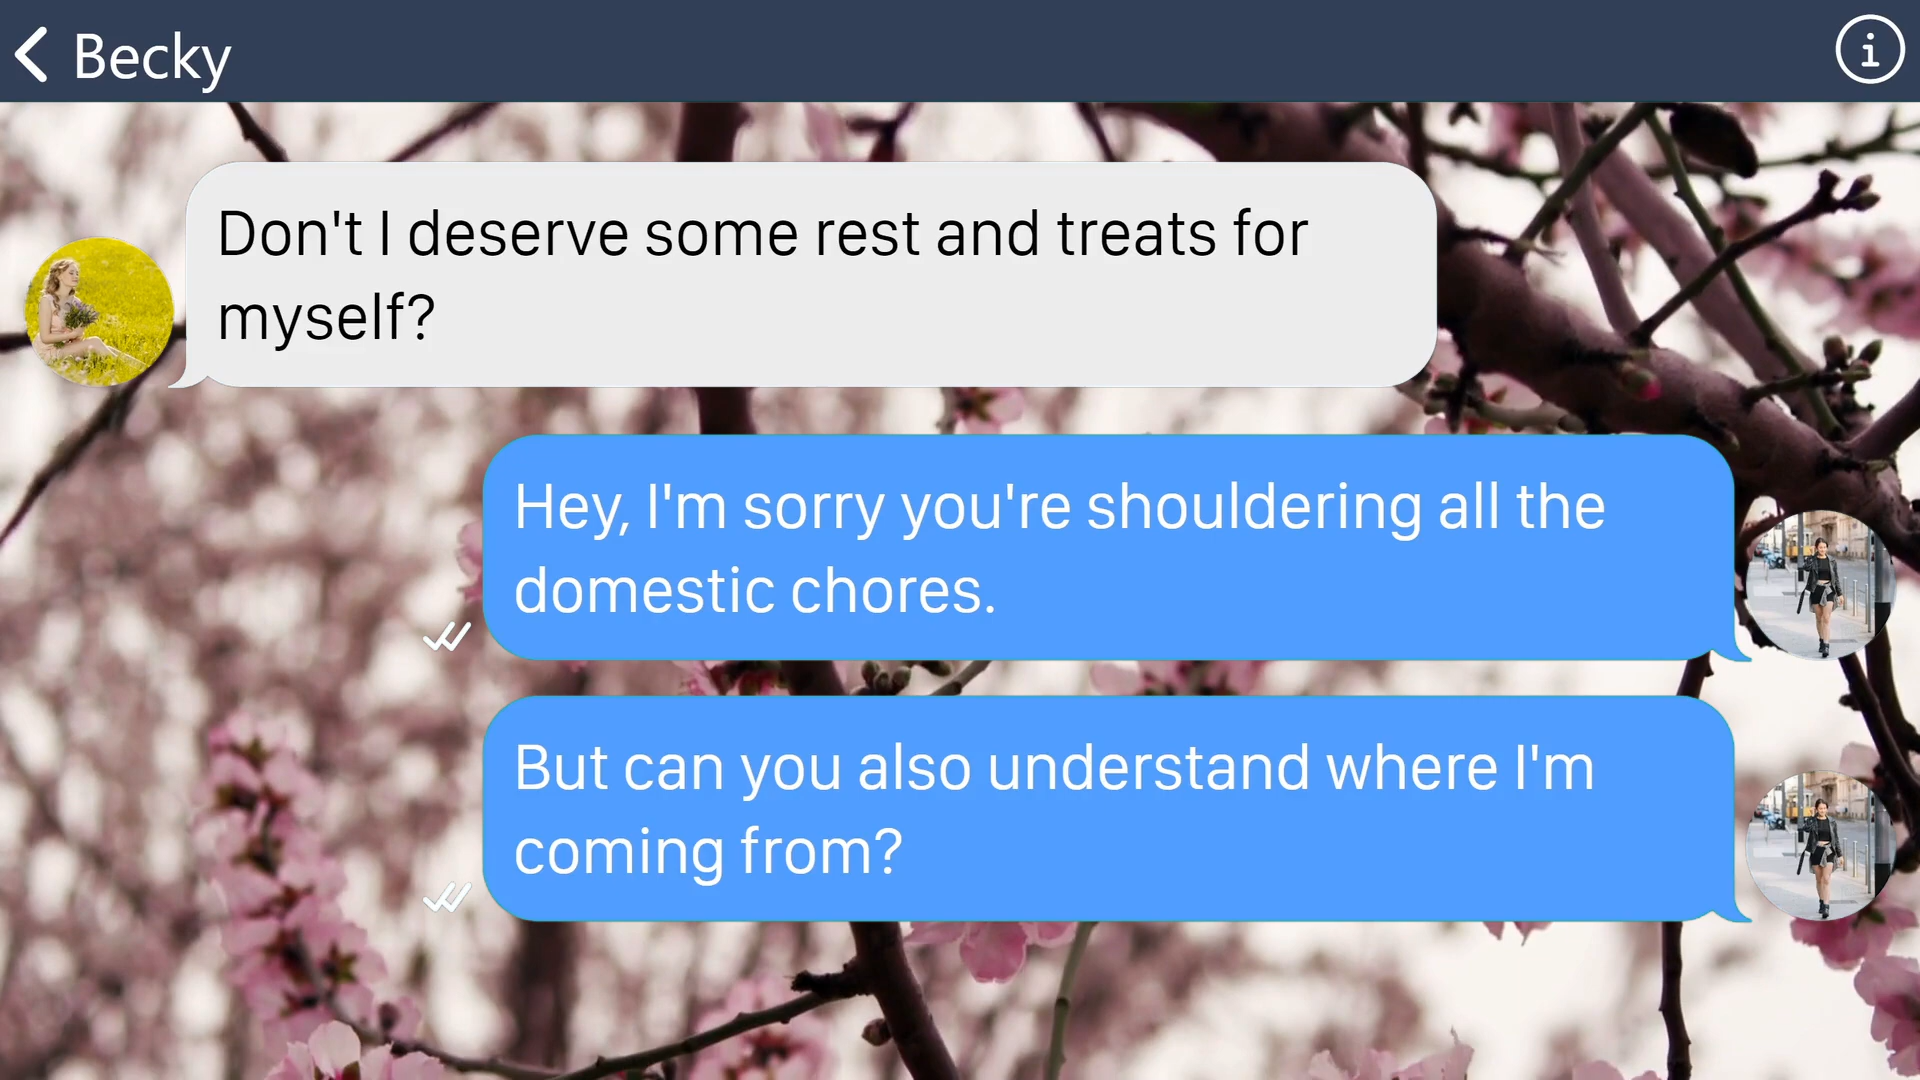 Becky
Don't I deserve some rest and treats for
myself?
Hey, I'm sorry you're shouldering all the
domestic chores.
But can you also understand where I'm
coming from?